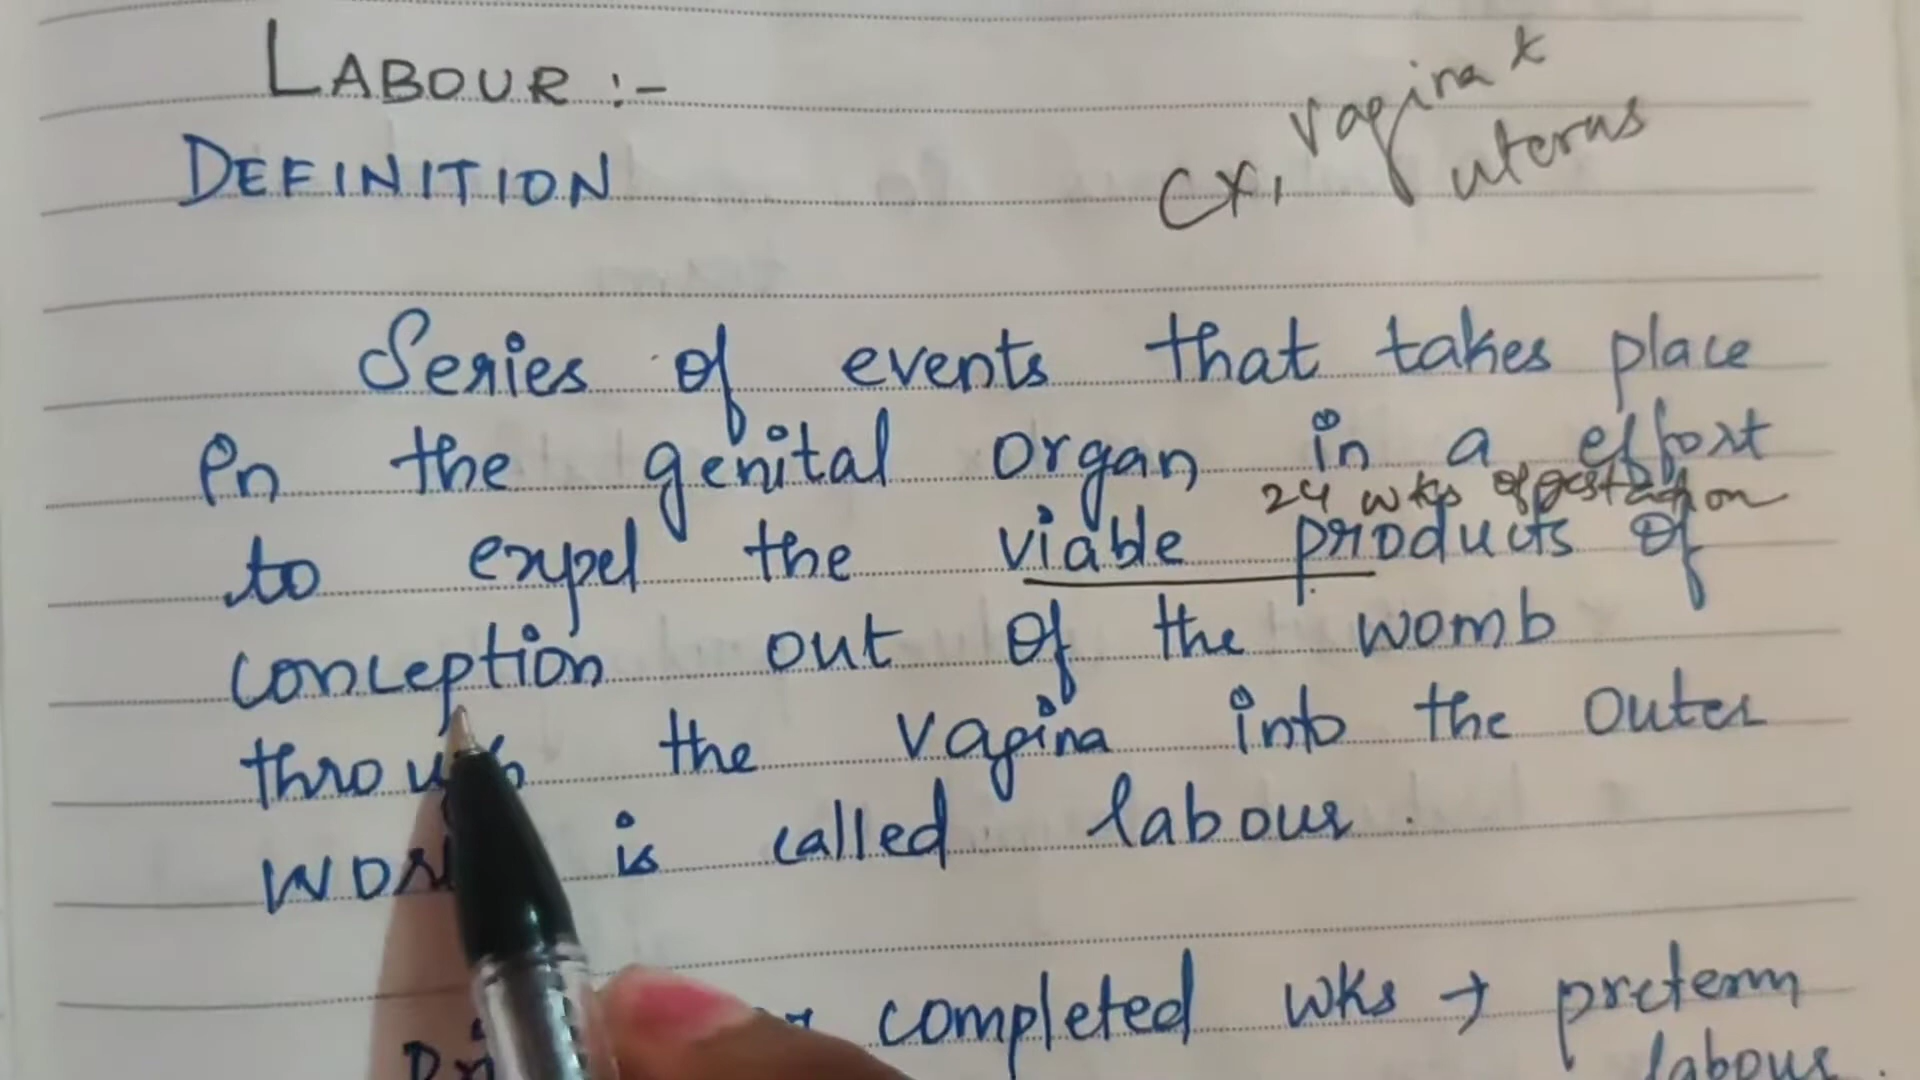 LABOUR :-
DEFINITION
Cx, vagina &
uterus
Series of events that takes place
in the genital organ in a effort
24 wks of gestation
to expel the viable products of
conception out of the womb
the vagina into the outer
is called labour.
completed wks → preterm
labour.